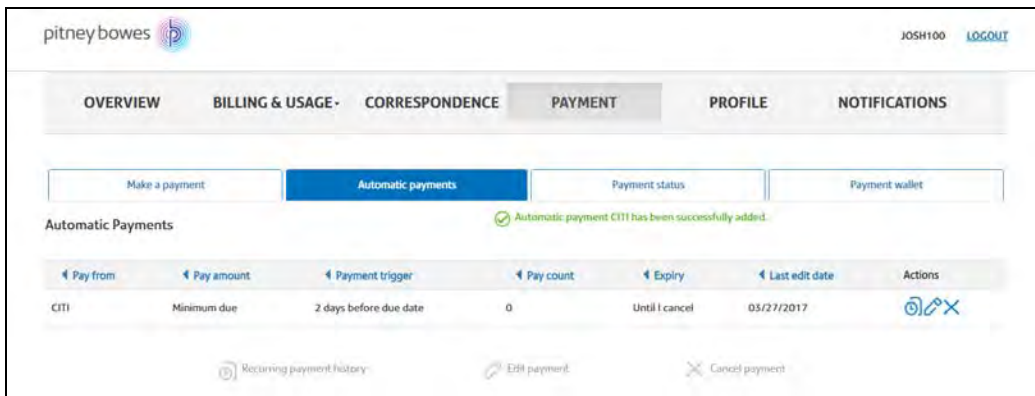 pitney bowes
JOSH100 LOGOUT
OVERVIEW BILLING & USAGE CORRESPONDENCE PAYMENT PROFILE NOTIFICATIONS
Make a payment Automatic payments Payment status Payment wallet
Automatic payment CITI has been successfully added.
Automatic Payments
Pay from Pay amount Payment trigger Pay count Expiry Last edit date Actions
CITI Minimum due 2 days before due date 0 Until I cancel 03/27/2017
Recurring payment history Edit payment Cancel payment